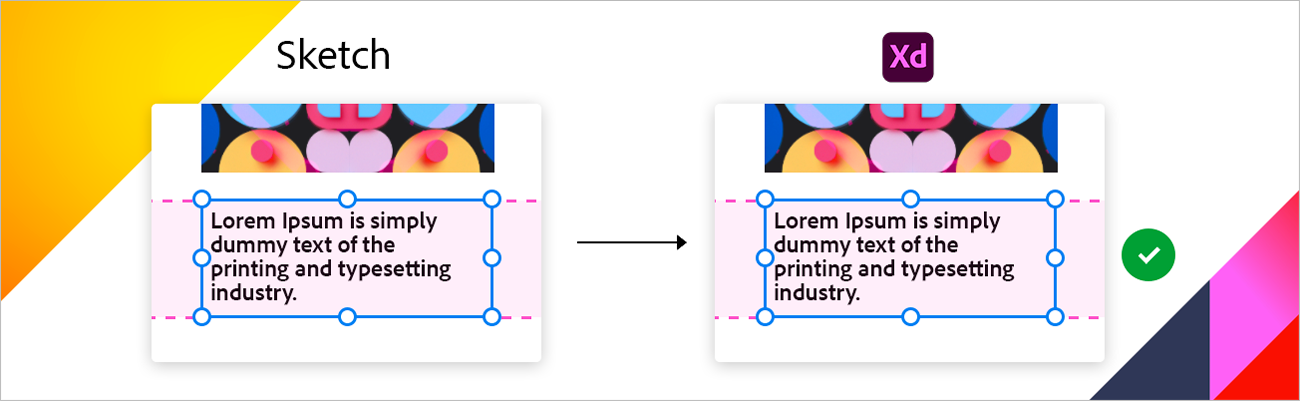 Sketch
Xd
Lorem Ipsum is simply
dummy text of the
printing and typesetting
industry.
Lorem Ipsum is simply
dummy text of the
printing and typesetting
industry.